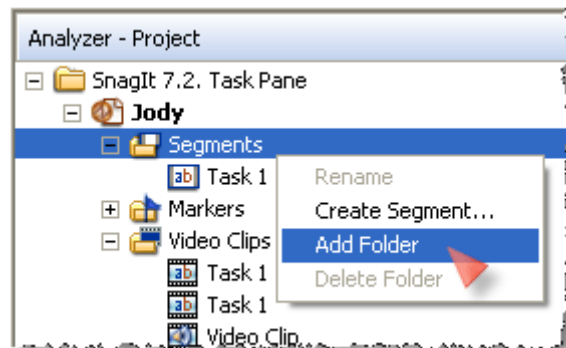 Analyzer - Project
SnagIt 7.2. Task Pane
Jody
Segments
Task 1
Rename
Markers
Create Segment...
Video Clips
Add Folder
Task 1
Delete Folder
Task 1
Video Clip